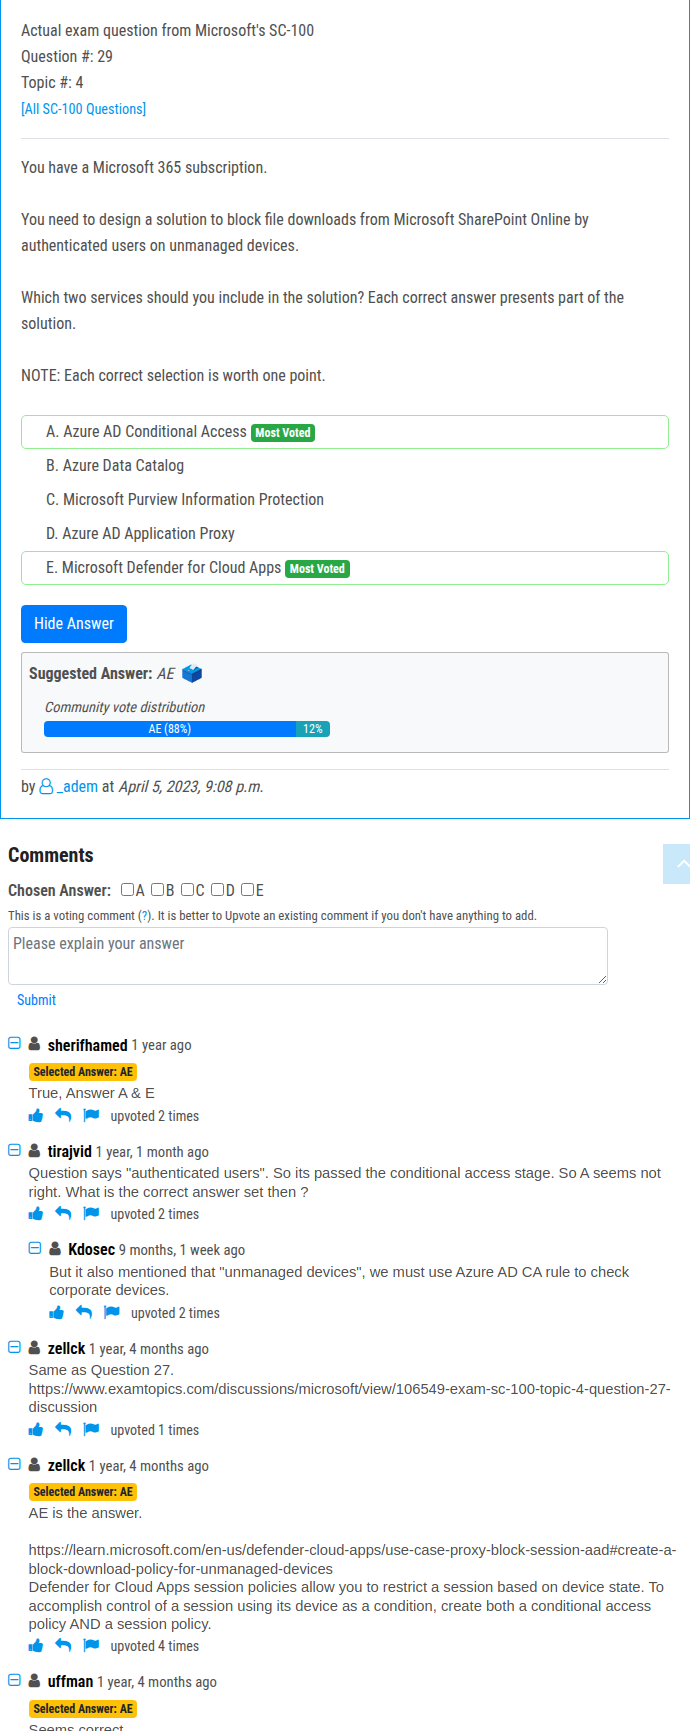 Actual exam question from Microsoft's SC-100
Question #: 29
Topic #: 4
[All SC-100 Questions]
You have a Microsoft 365 subscription.
You need to design a solution to block file downloads from Microsoft SharePoint Online by
authenticated users on unmanaged devices.
Which two services should you include in the solution? Each correct answer presents part of the
solution.
NOTE: Each correct selection is worth one point.
A. Azure AD Conditional Access Most Voted
B. Azure Data Catalog
C. Microsoft Purview Information Protection
D. Azure AD Application Proxy
E. Microsoft Defender for Cloud Apps Most Voted
Hide Answer
Suggested Answer: AE
Community vote distribution
AE (88%) 12%
by _adem at April 5, 2023, 9:08 p.m.
Comments
Chosen Answer: A B C D E
This is a voting comment (?). It is better to Upvote an existing comment if you don't have anything to add.
Please explain your answer
Submit
sherifhamed 1 year ago
Selected Answer: AE
True, Answer A & E
upvoted 2 times
tirajvid 1 year, 1 month ago
Question says "authenticated users". So its passed the conditional access stage. So A seems not
right. What is the correct answer set then ?
upvoted 2 times
Kdosec 9 months, 1 week ago
But it also mentioned that "unmanaged devices", we must use Azure AD CA rule to check
corporate devices.
upvoted 2 times
zellck 1 year, 4 months ago
Same as Question 27.
https://www.examtopics.com/discussions/microsoft/view/106549-exam-sc-100-topic-4-question-27-
discussion
upvoted 1 times
zellck 1 year, 4 months ago
Selected Answer: AE
AE is the answer.
https://learn.microsoft.com/en-us/defender-cloud-apps/use-case-proxy-block-session-aad#create-a-
block-download-policy-for-unmanaged-devices
Defender for Cloud Apps session policies allow you to restrict a session based on device state. To
accomplish control of a session using its device as a condition, create both a conditional access
policy AND a session policy.
upvoted 4 times
uffman 1 year, 4 months ago
Selected Answer: AE
Seems correct